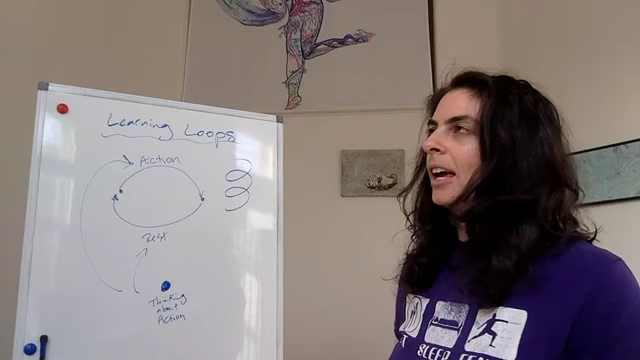 Learning Loops
Action
Rest
Thinking
about
Action
SLEEP